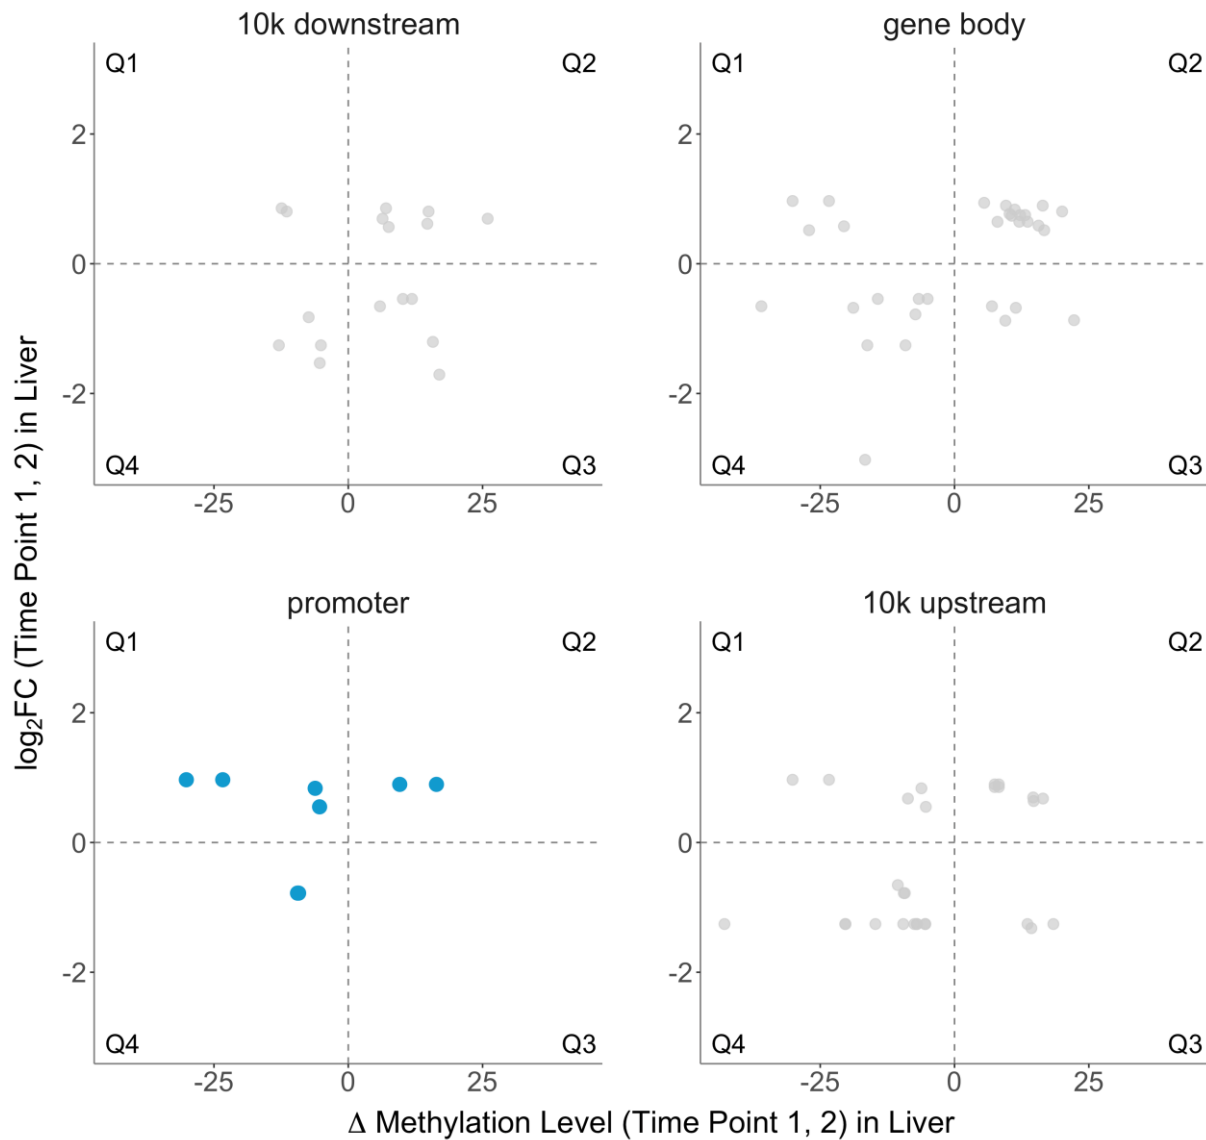 10k downstream
gene body
Q1
Q2
Q1
Q2
2
2
0
0
-2
-2
Q4
Q3
Q4
Q3
-25
0
25
-25
0
25
log₂FC (Time Point 1, 2) in Liver
promoter
10k upstream
Q1
Q2
Q1
Q2
2
2
0
0
-2
-2
Q4
Q3
Q4
Q3
-25
0
25
-25
0
25
Δ Methylation Level (Time Point 1, 2) in Liver